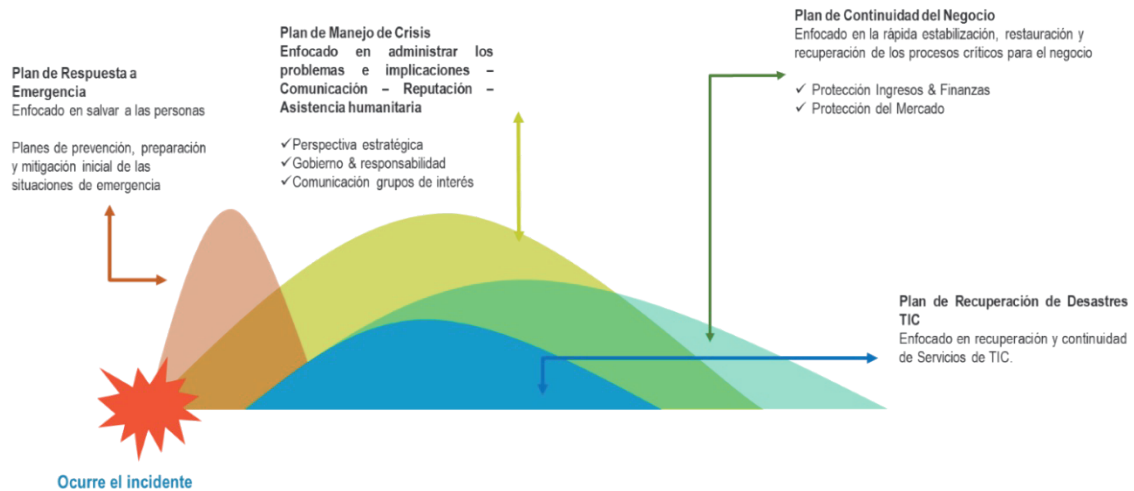 Plan de Respuesta a
Emergencia
Enfocado en salvar a las personas
Planes de prevención, preparación
y mitigación inicial de las
situaciones de emergencia
Plan de Manejo de Crisis
Enfocado en administrar los
problemas e implicaciones –
Comunicación – Reputación –
Asistencia humanitaria
✓Perspectiva estratégica
✓Gobierno & responsabilidad
✓Comunicación grupos de interés
Plan de Continuidad del Negocio
Enfocado en la rápida estabilización, restauración y
recuperación de los procesos críticos para el negocio
✓ Protección Ingresos & Finanzas
✓ Protección del Mercado
Plan de Recuperación de Desastres
TIC
Enfocado en recuperación y continuidad
de Servicios de TIC.
Ocurre el incidente